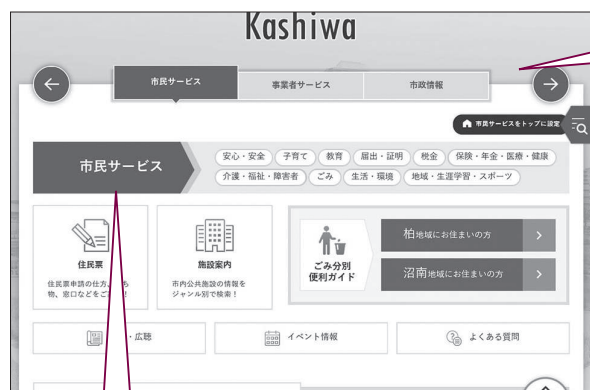 Kashiwa
市民サービス
事業者サービス
市政情報
市民サービスをトップに設定
市民サービス
安心・安全 子育て 教育 届出・証明 税金 保険・年金・医療・健康
介護・福祉・障害者 ごみ 生活・環境 地域・生涯学習・スポーツ
住民票
住民票申請の仕方、
物、窓口などをご
施設案内
市内公共施設の情報を
ジャンル別で検索!
ごみ分別
便利ガイド
柏地域にお住まいの方
沼南地域にお住まいの方
・広聴
イベント情報
よくある質問